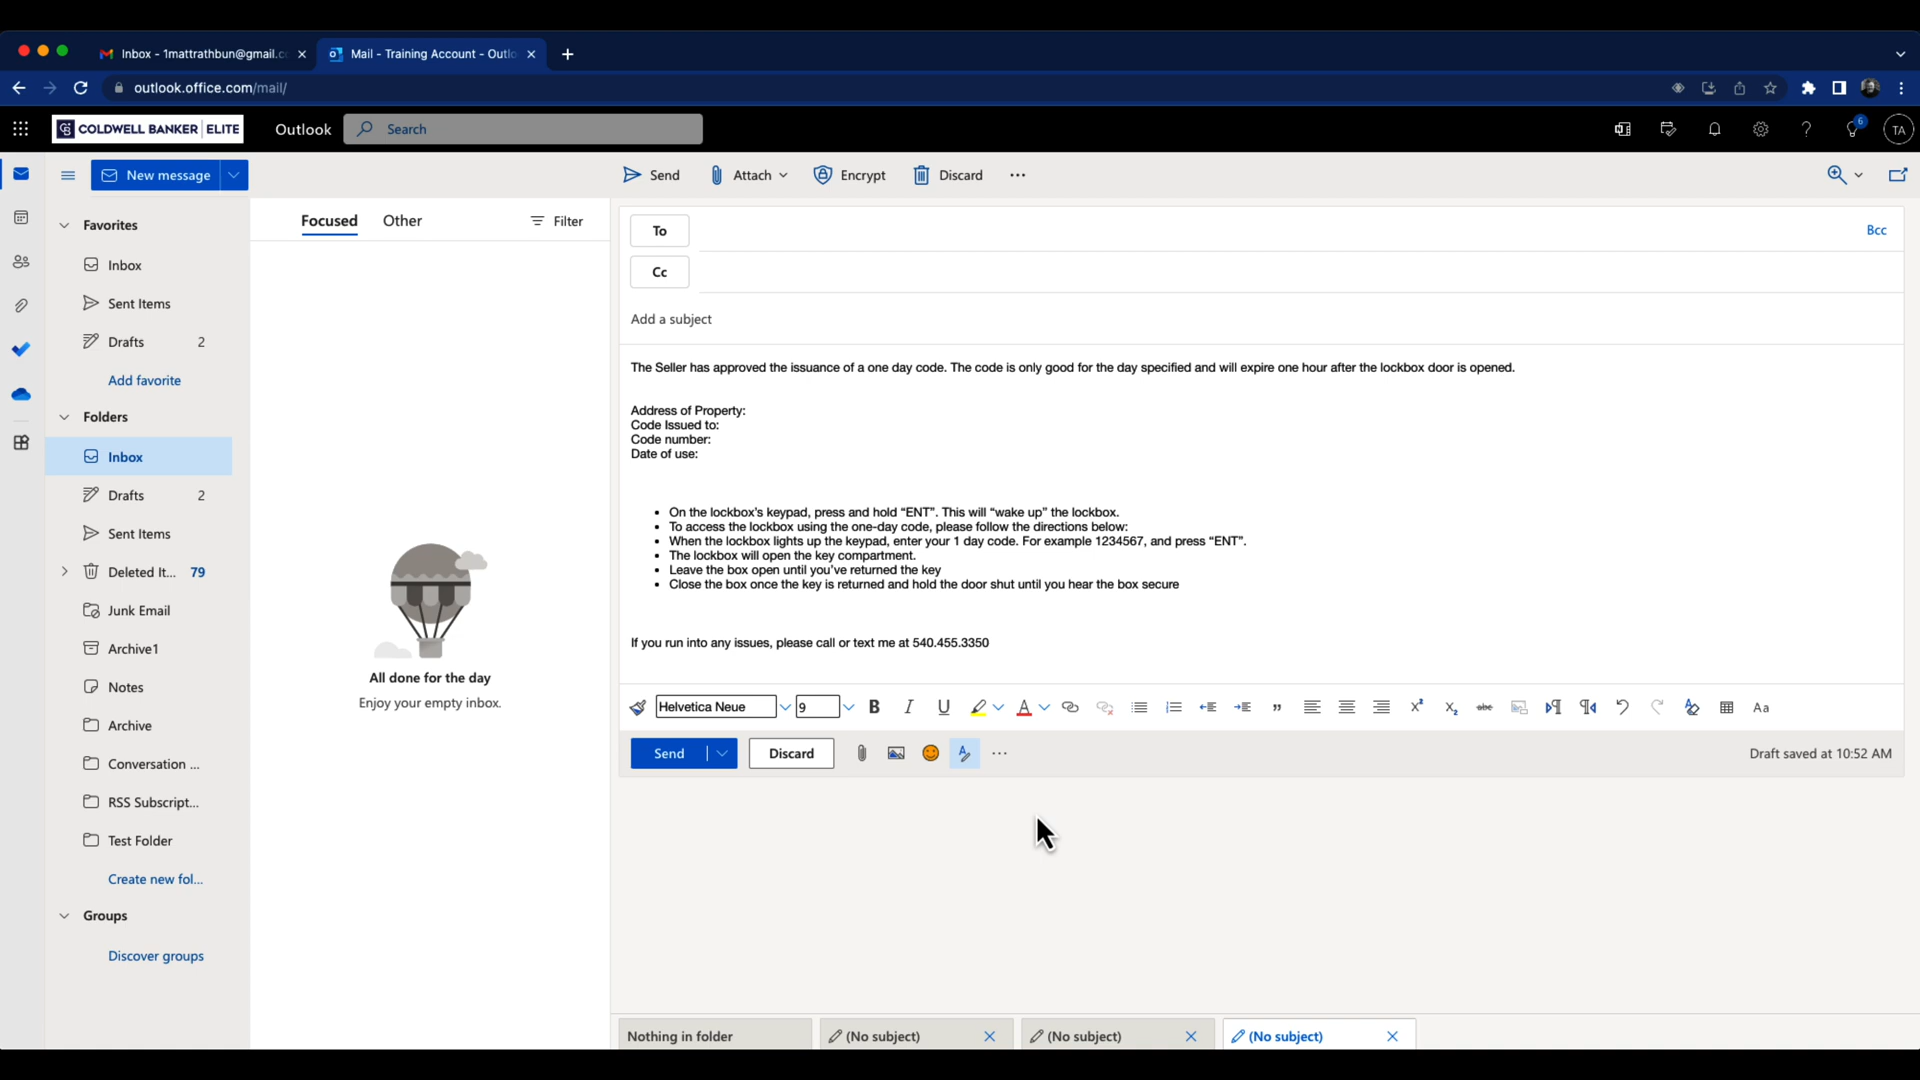 Inbox - 1mattrathbun@gmail.c
Mail - Training Account - Outlo
outlook.office.com/mail/
COLDWELL BANKER | ELITE
Outlook
Search
6
TA
New message
Send
Attach
Encrypt
Discard
Favorites
Inbox
Sent Items
Drafts 2
Add favorite
Folders
Inbox
Drafts 2
Sent Items
Deleted It... 79
Junk Email
Archive1
Notes
Archive
Conversation ...
RSS Subscript...
Test Folder
Create new fol...
Groups
Discover groups
Focused
Other
Filter
All done for the day
Enjoy your empty inbox.
To
Bcc
Cc
Add a subject
The Seller has approved the issuance of a one day code. The code is only good for the day specified and will expire one hour after the lockbox door is opened.
Address of Property:
Code Issued to:
Code number:
Date of use:
• On the lockbox’s keypad, press and hold “ENT”. This will “wake up” the lockbox.
• To access the lockbox using the one-day code, please follow the directions below:
• When the lockbox lights up the keypad, enter your 1 day code. For example 1234567, and press “ENT”.
• The lockbox will open the key compartment.
• Leave the box open until you’ve returned the key
• Close the box once the key is returned and hold the door shut until you hear the box secure
If you run into any issues, please call or text me at 540.455.3350
Helvetica Neue 9 B I U A abc Aa
Send
Discard
Draft saved at 10:52 AM
Nothing in folder
(No subject)
(No subject)
(No subject)